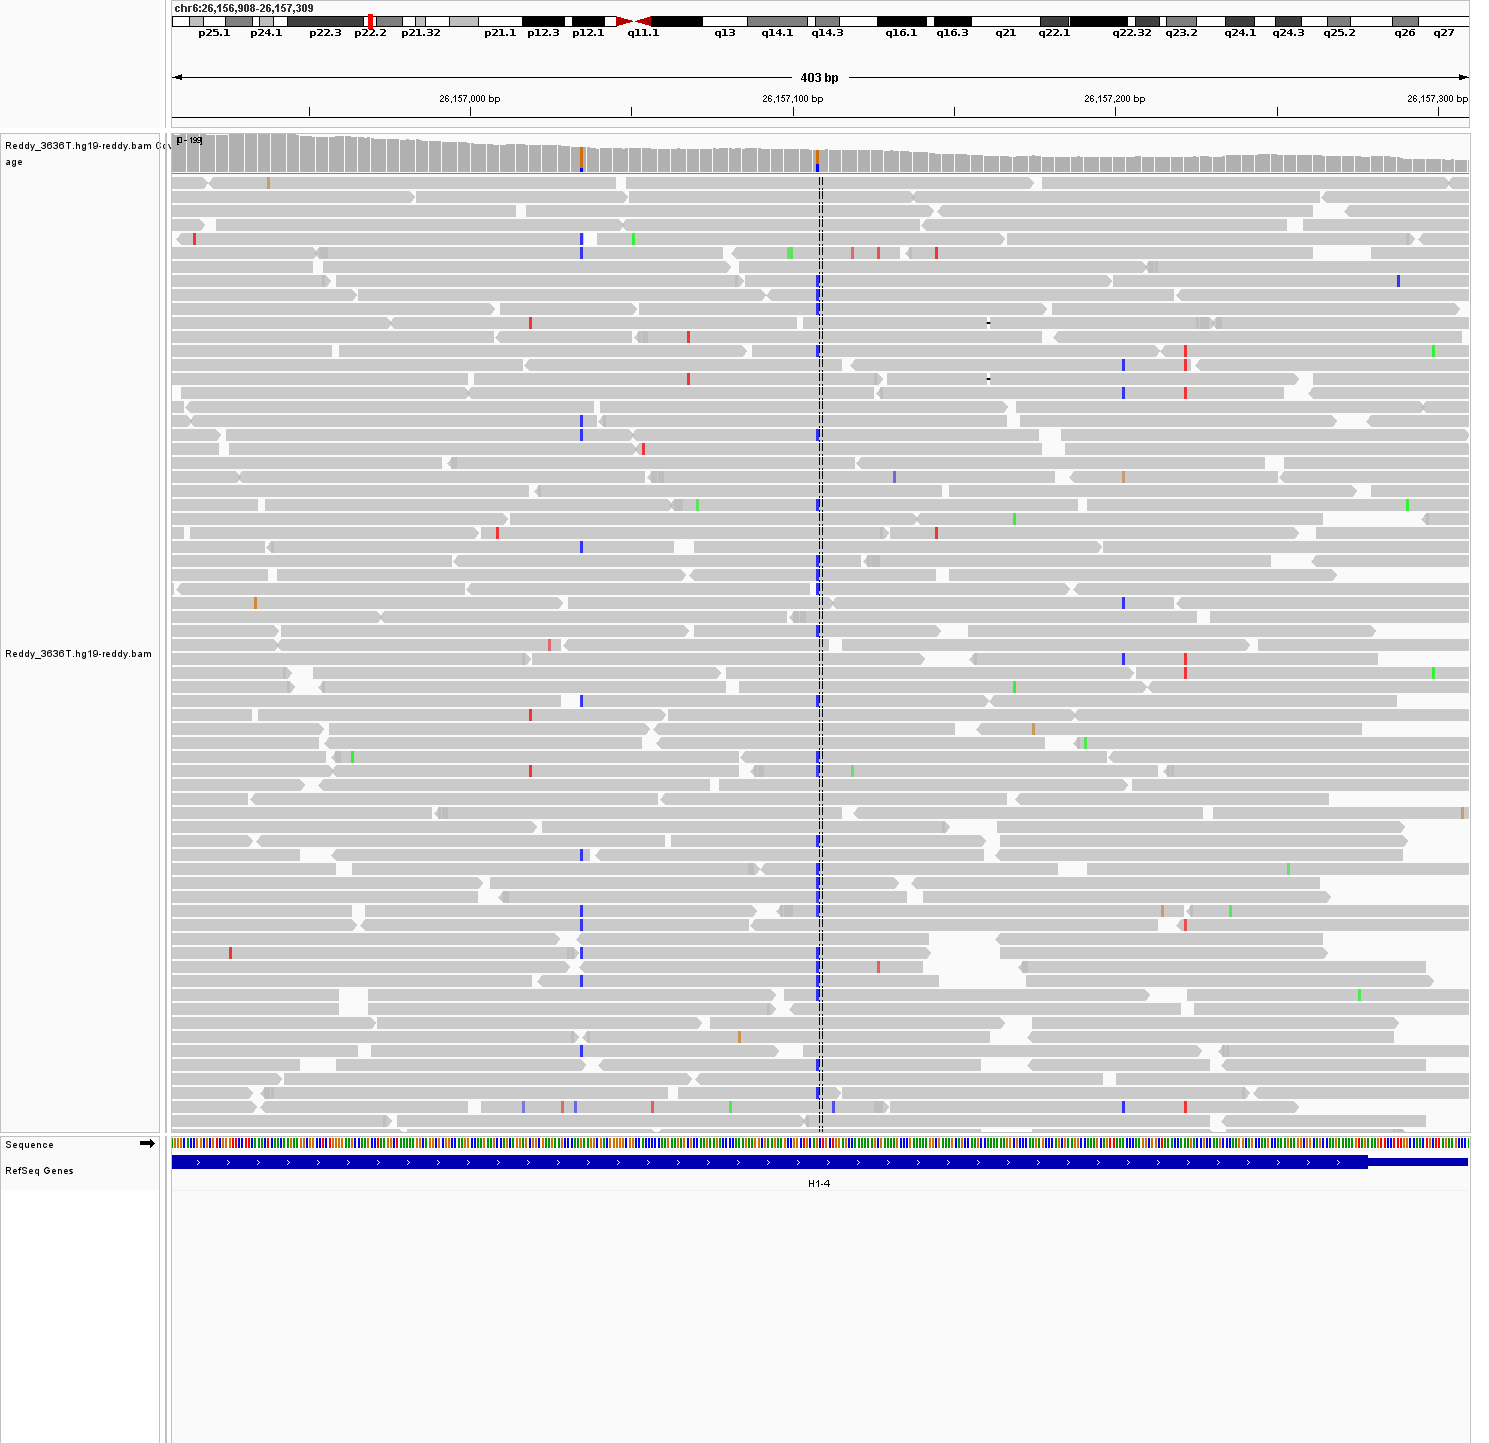 chr6:26,156,908-26,157,309
p25.1 p24.1 p22.3 p22.2 p21.32 p21.1 p12.3 p12.1 q11.1 q13 q14.1 q14.3 q16.1 q16.3 q21 q22.1 q22.32 q23.2 q24.1 q24.3 q25.2 q26 q27
403 bp
26,157,000 bp 26,157,100 bp 26,157,200 bp 26,157,300 bp
[0 - 199]
Reddy_3636T.hg19-reddy.bam Cov
age
Reddy_3636T.hg19-reddy.bam
Sequence
RefSeq Genes
H1-4